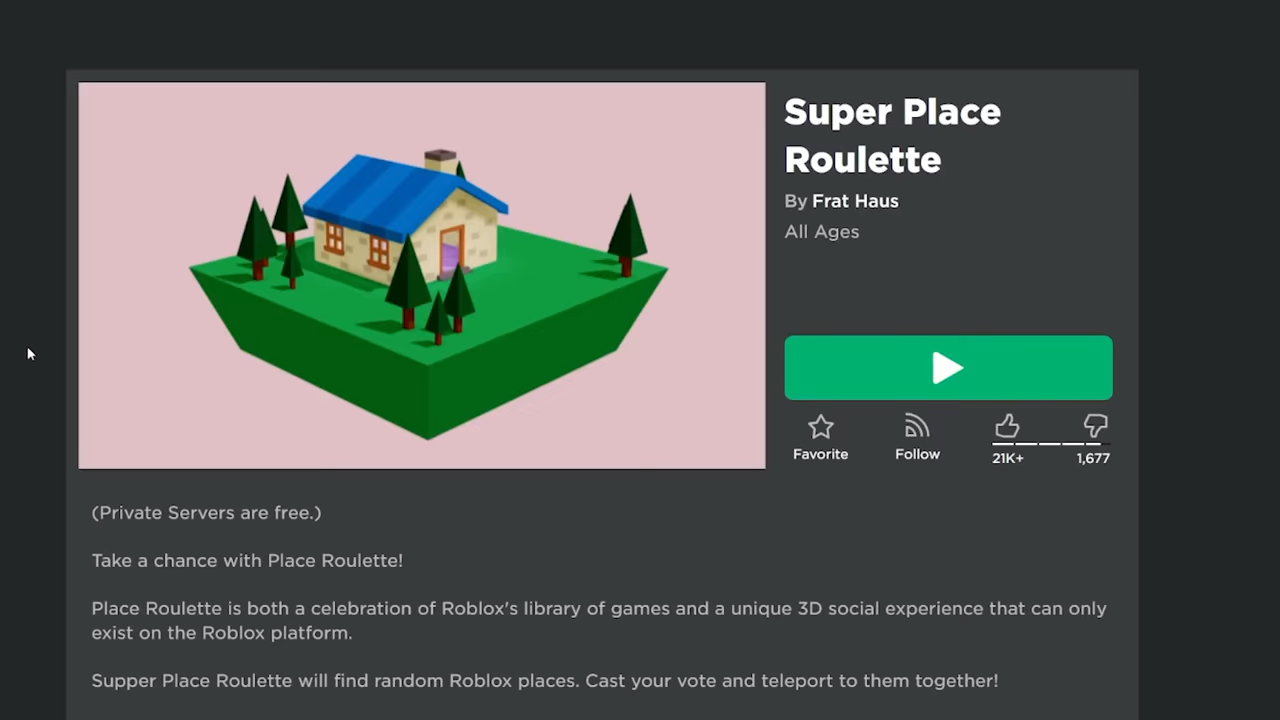 Super Place
Roulette
By Frat Haus
All Ages
Favorite
Follow
21K+
1,677
(Private Servers are free.)
Take a chance with Place Roulette!
Place Roulette is both a celebration of Roblox's library of games and a unique 3D social experience that can only
exist on the Roblox platform.
Supper Place Roulette will find random Roblox places. Cast your vote and teleport to them together!